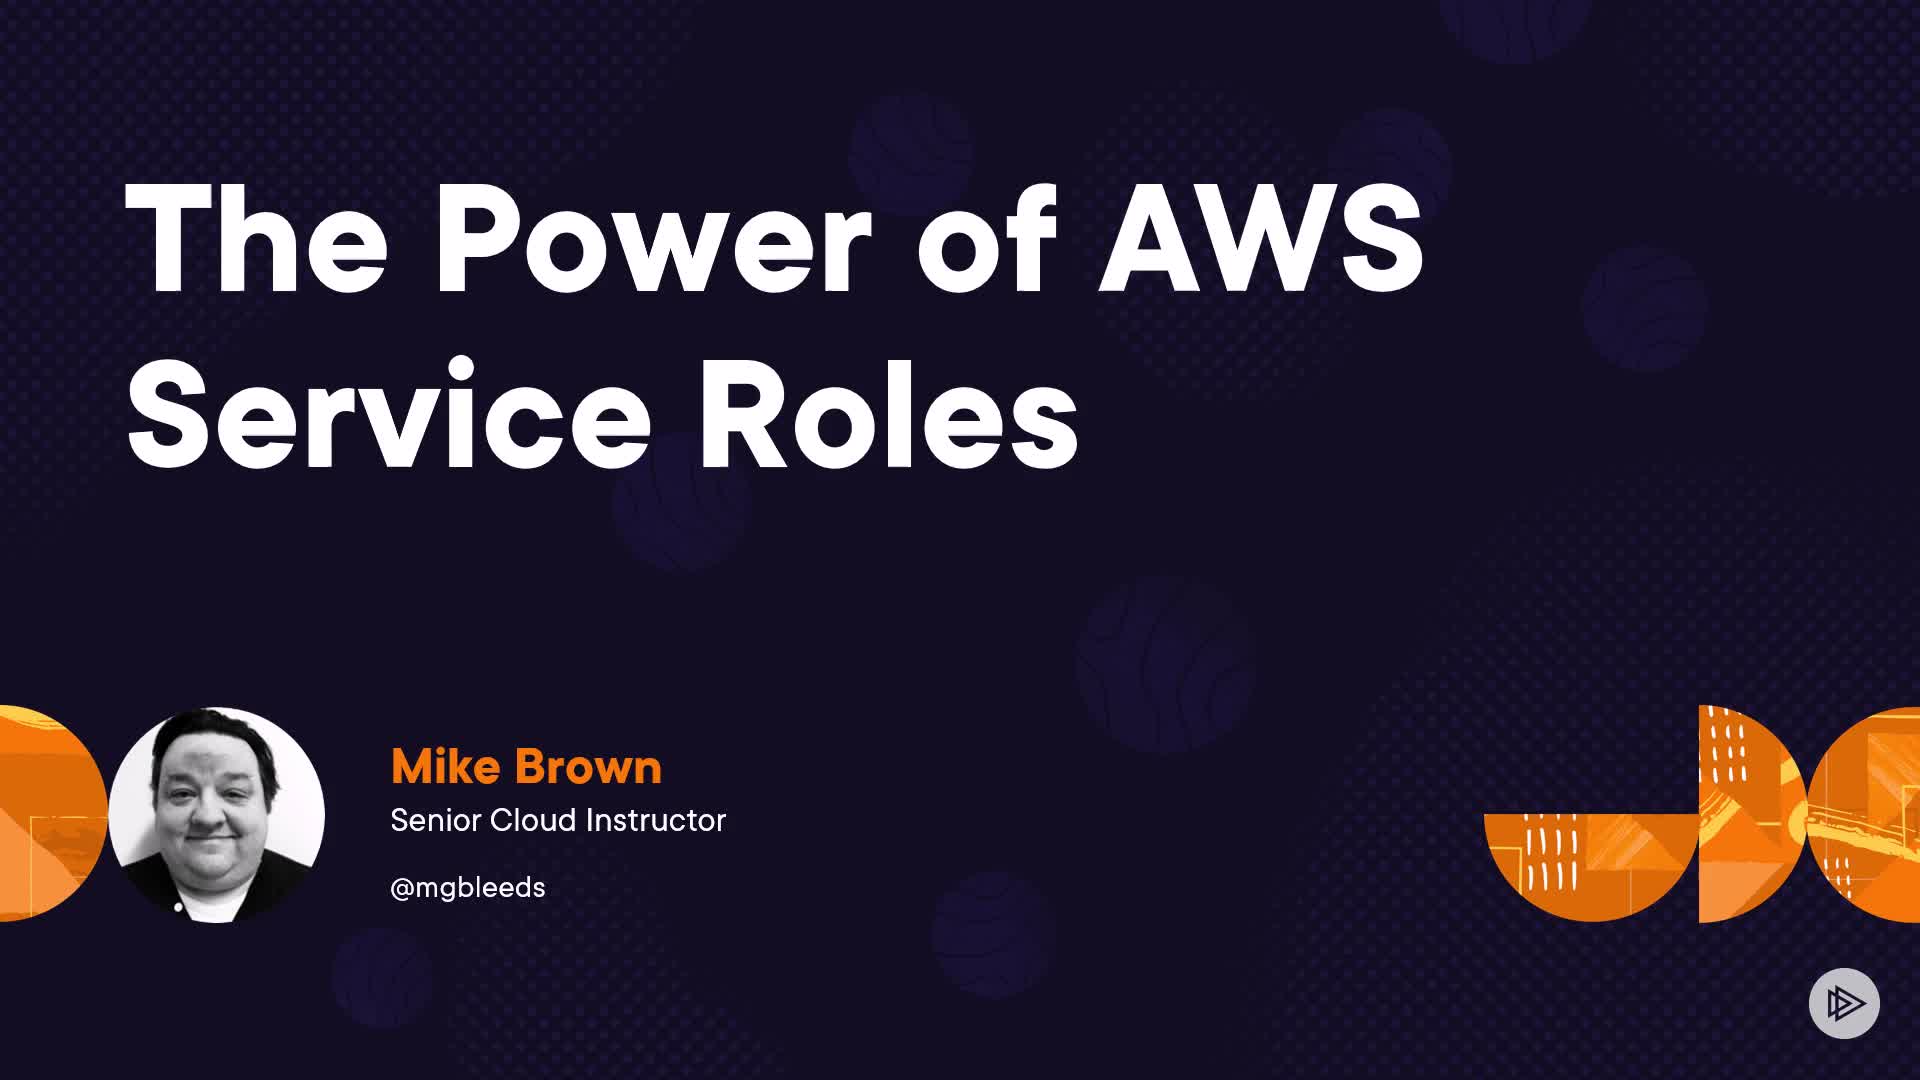 The Power of AWS
Service Roles
Mike Brown
Senior Cloud Instructor
@mgbleeds